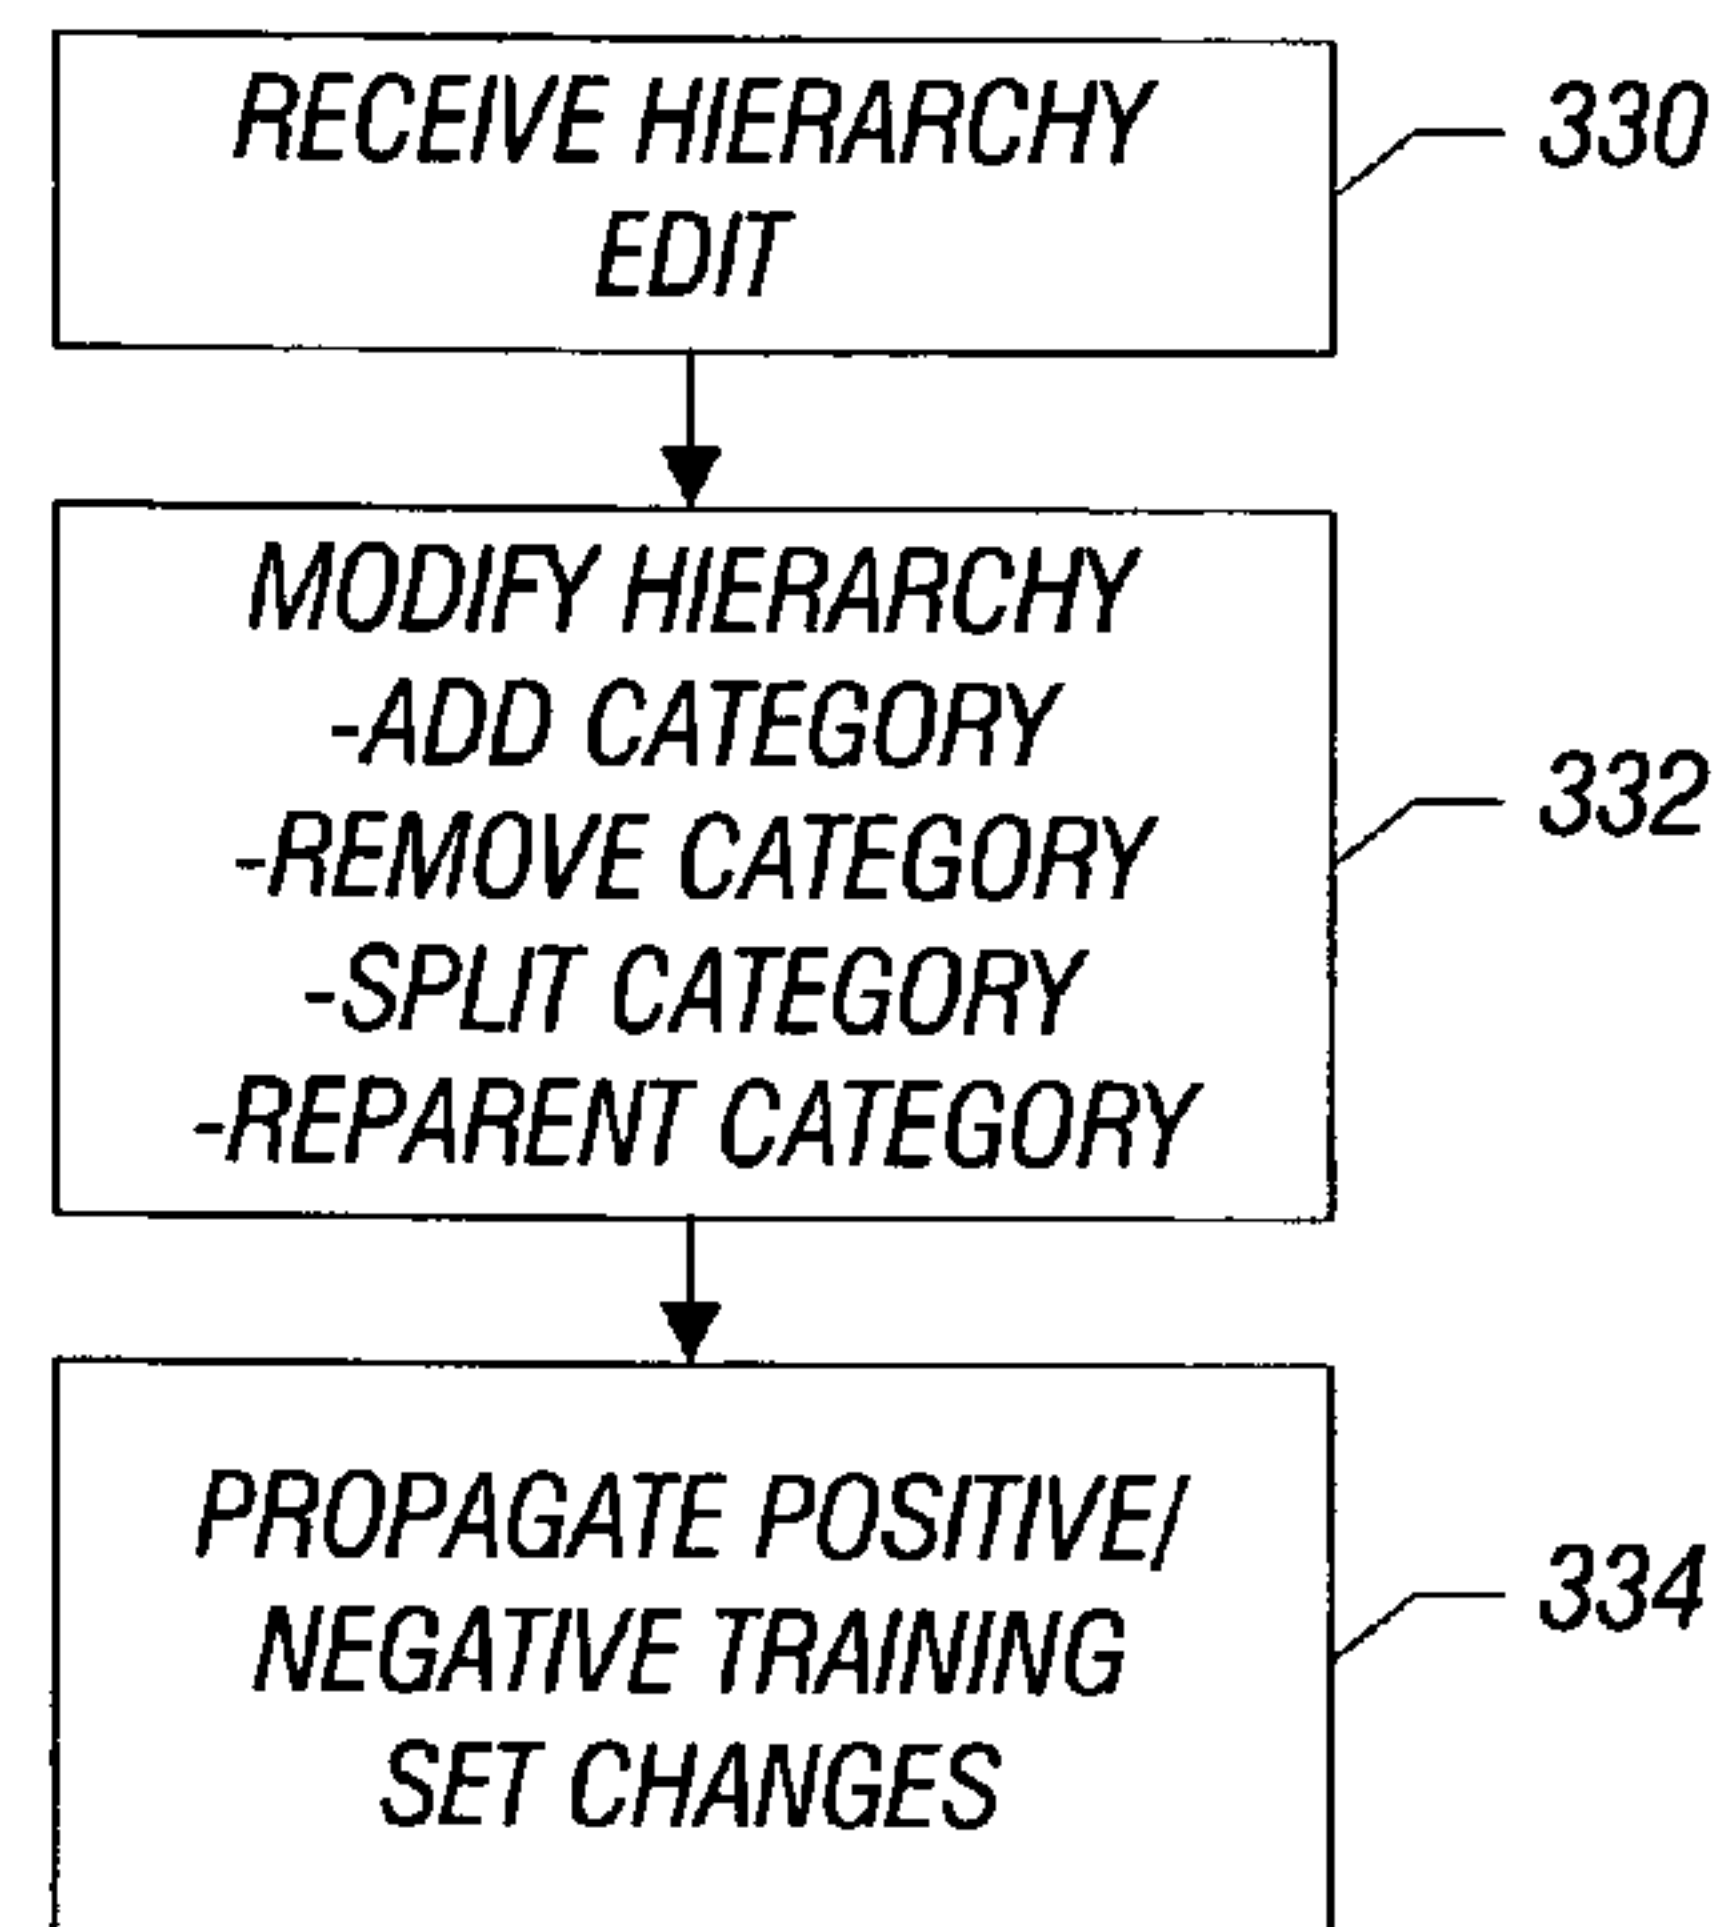 RECEIVE HIERARCHY
EDIT
330
MODIFY HIERARCHY
-ADD CATEGORY
-REMOVE CATEGORY
-SPLIT CATEGORY
-REPARENT CATEGORY
332
PROPAGATE POSITIVE/
NEGATIVE TRAINING
SET CHANGES
334